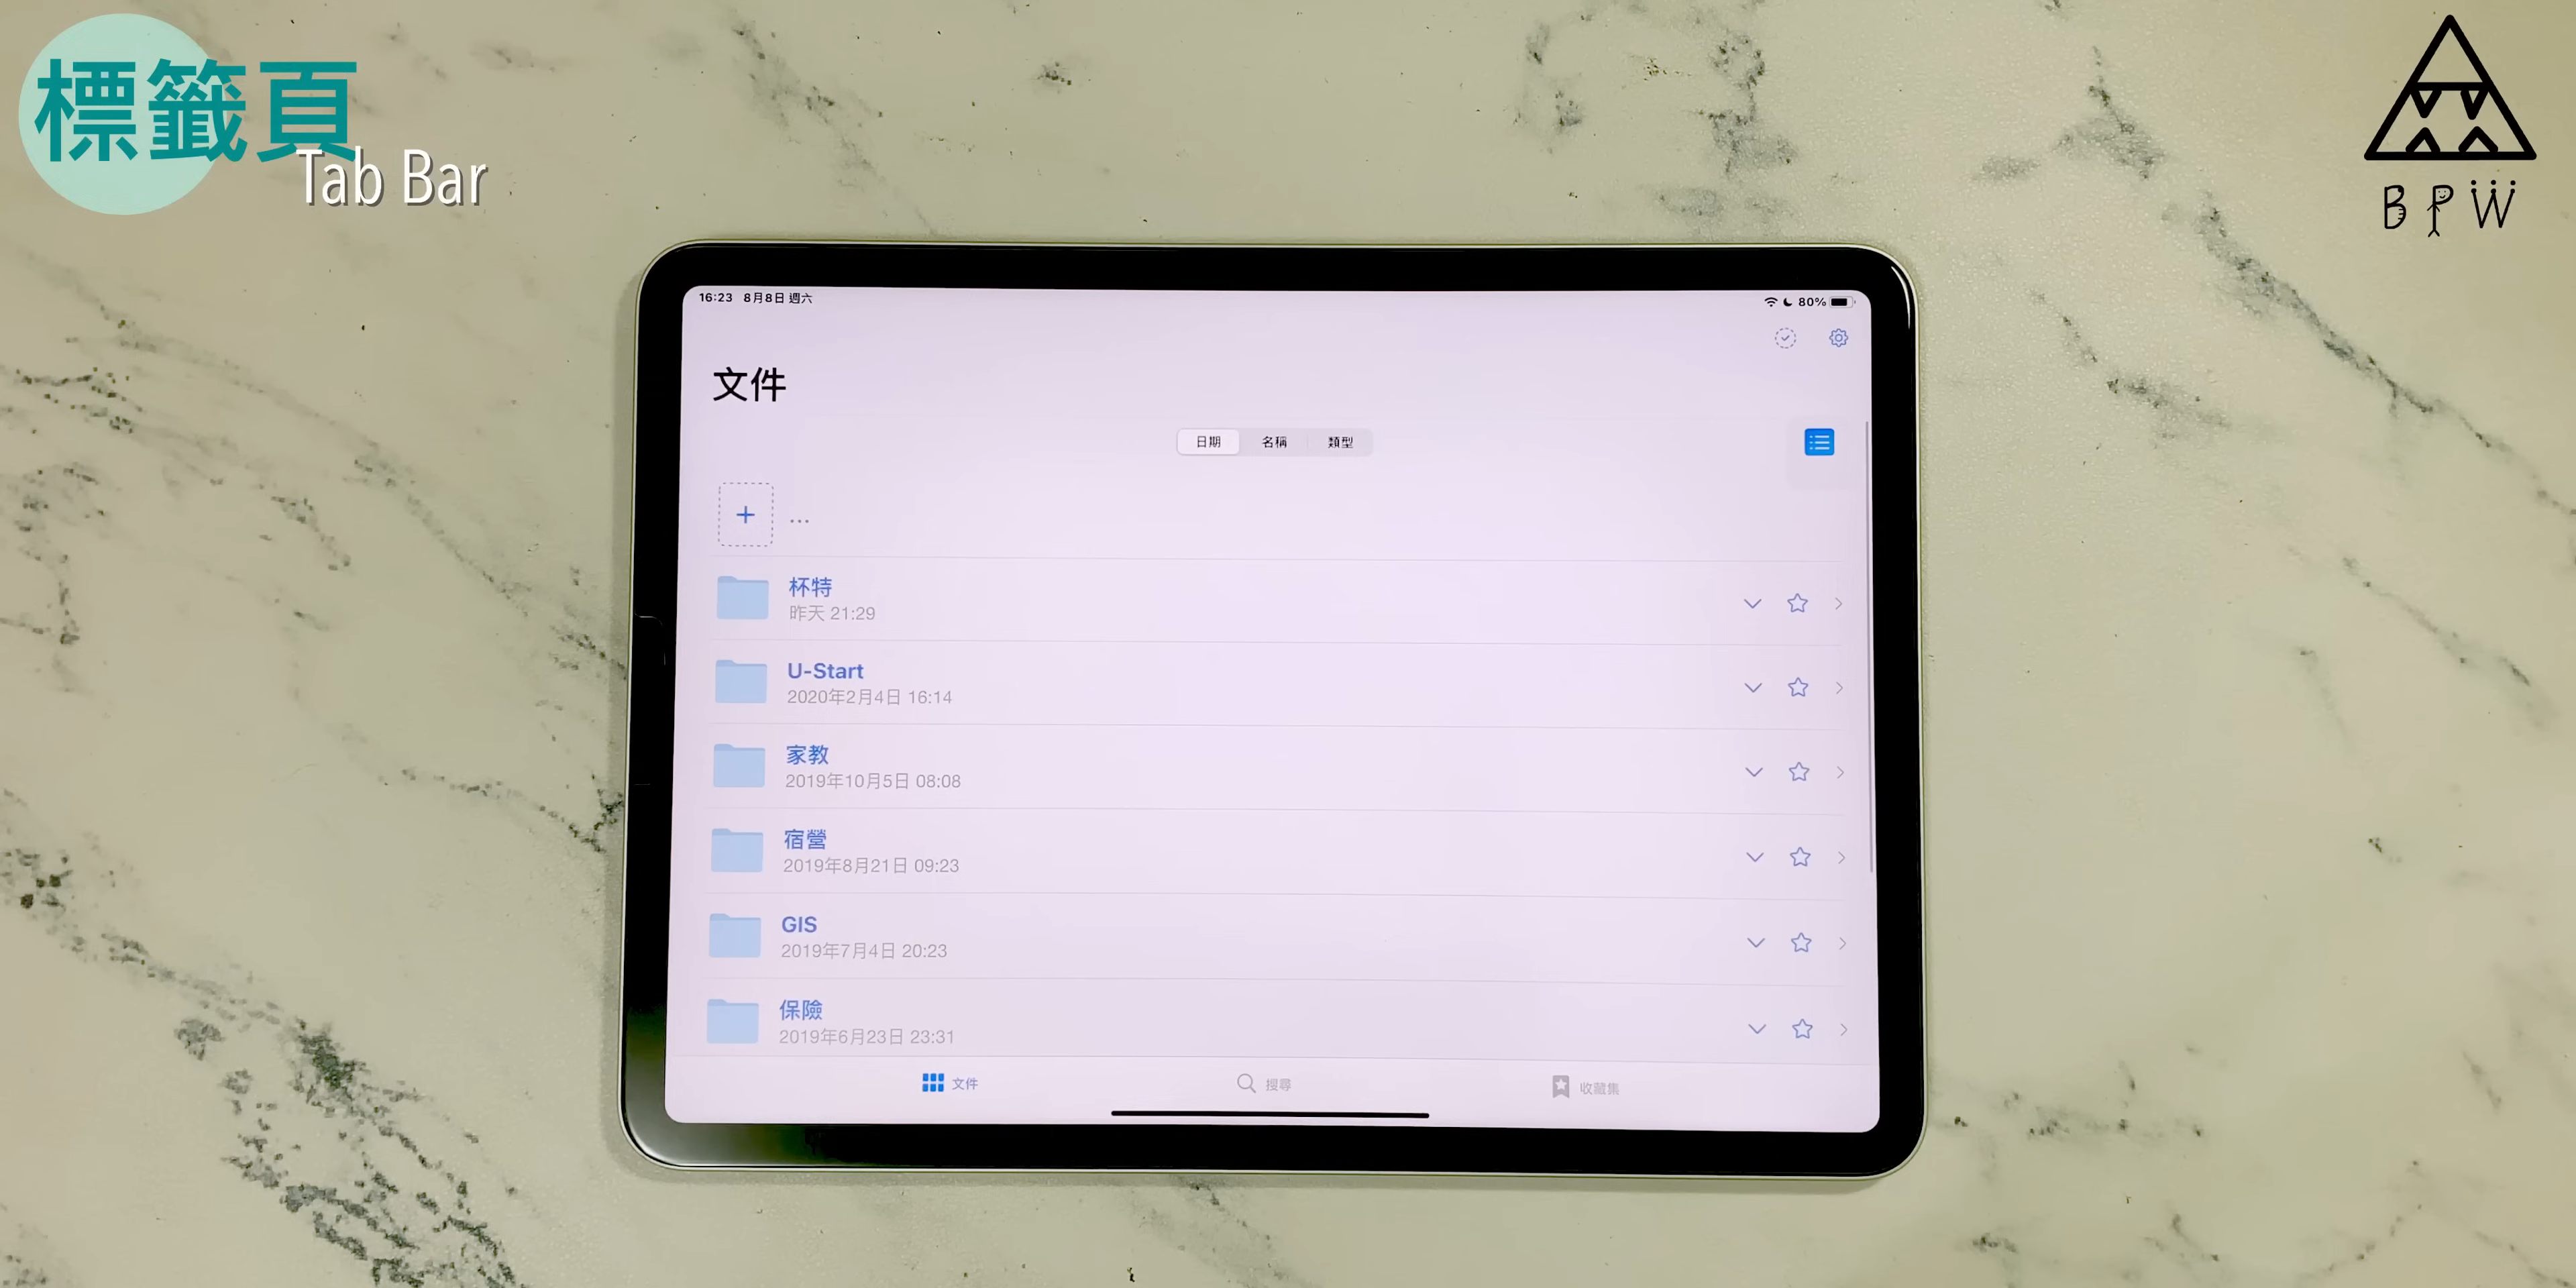 標籤頁
Tab Bar
BPW
16:23 8月8日 週六
80%
文件
日期 名稱 類型
...
杯特
昨天 21:29
U-Start
2020年2月4日 16:14
家教
2019年10月5日 08:08
宿營
2019年8月21日 09:23
GIS
2019年7月4日 20:23
保險
2019年6月23日 23:31
文件 搜尋 收藏集